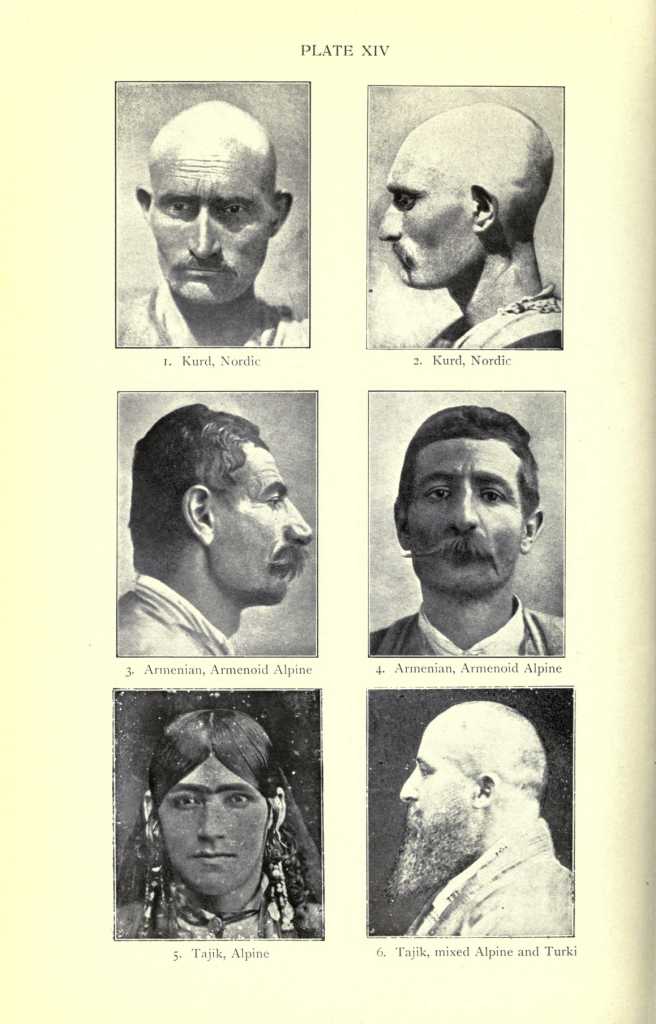 PLATE XIV
1. Kurd, Nordic
2. Kurd, Nordic
3. Armenian, Armenoid Alpine
4. Armenian, Armenoid Alpine
5. Tajik, Alpine
6. Tajik, mixed Alpine and Turki